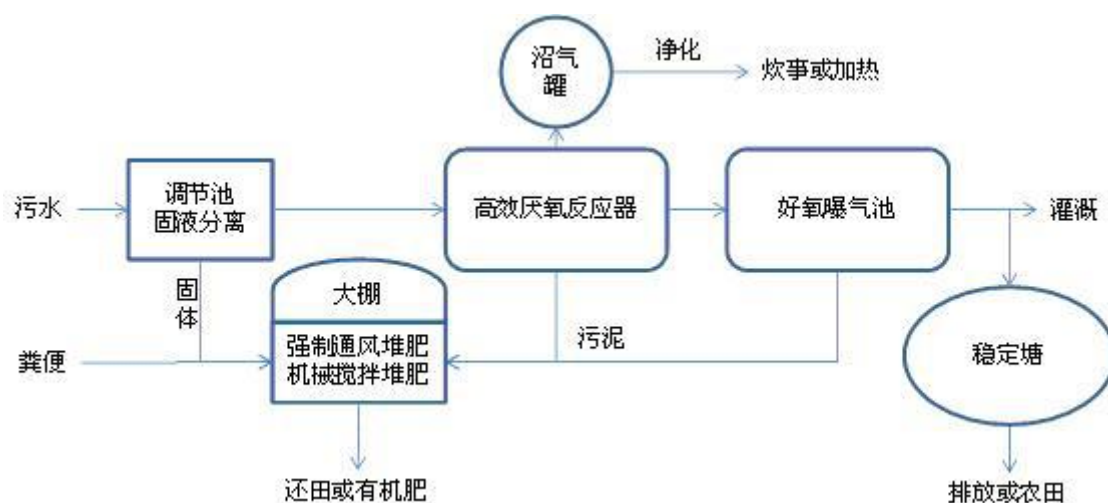 沼气
罐
净化
炊事或加热
污水
调节池
固液分离
高效厌氧反应器
好氧曝气池
灌溉
固
体
大棚
污泥
粪便
强制通风堆肥
机械搅拌堆肥
稳定塘
还田或有机肥
排放或农田